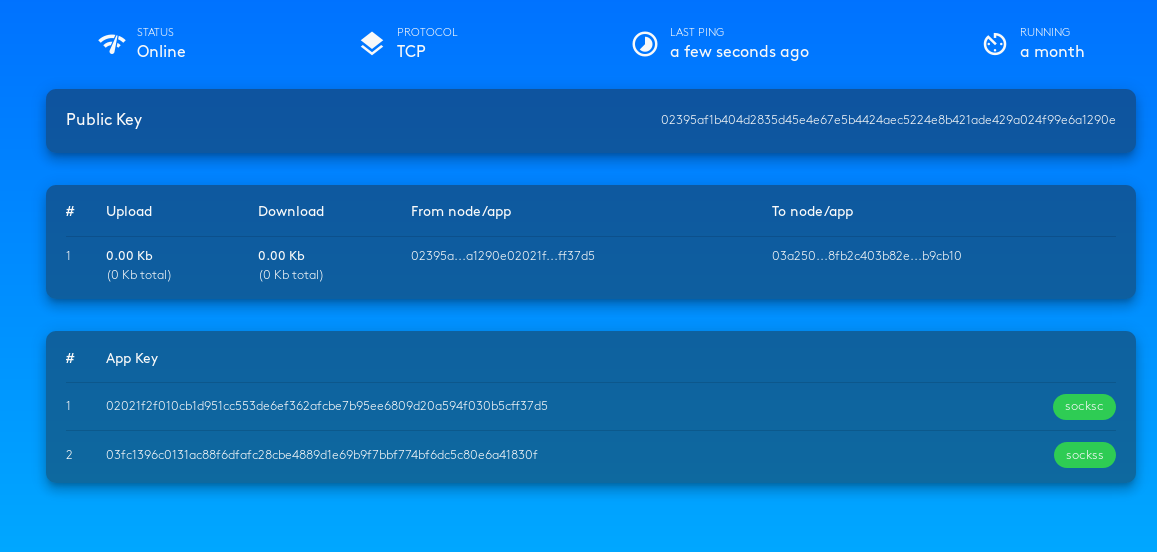 STATUS
Online
PROTOCOL
TCP
LAST PING
a few seconds ago
RUNNING
a month
Public Key 02395af1b404d2835d45e4e67e5b4424aec5224e8b421ade429a024f99e6a1290e
# Upload Download From node/app To node/app
1 0.00 Kb 0.00 Kb 02395a...a1290e02021f...ff37d5 03a250...8fb2c403b82e...b9cb10
(0 Kb total) (0 Kb total)
# App Key
1 02021f2f010cb1d951cc553de6ef362afcbe7b95ee6809d20a594f030b5cff37d5 socksc
2 03fc1396c0131ac88f6dfafc28cbe4889d1e69b9f7bbf774bf6dc5c80e6a41830f sockss